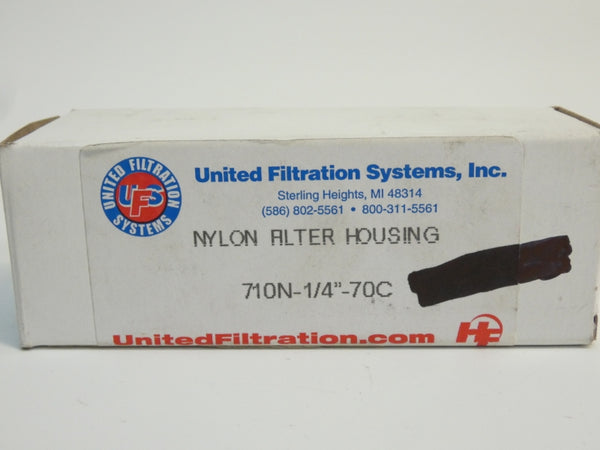 UNITED FILTRATION SYSTEMS
UFS
United Filtration Systems, Inc.
Sterling Heights, MI 48314
(586) 802-5561 • 800-311-5561
NYLON FILTER HOUSING
710N-1/4"-70C
UnitedFiltration.com